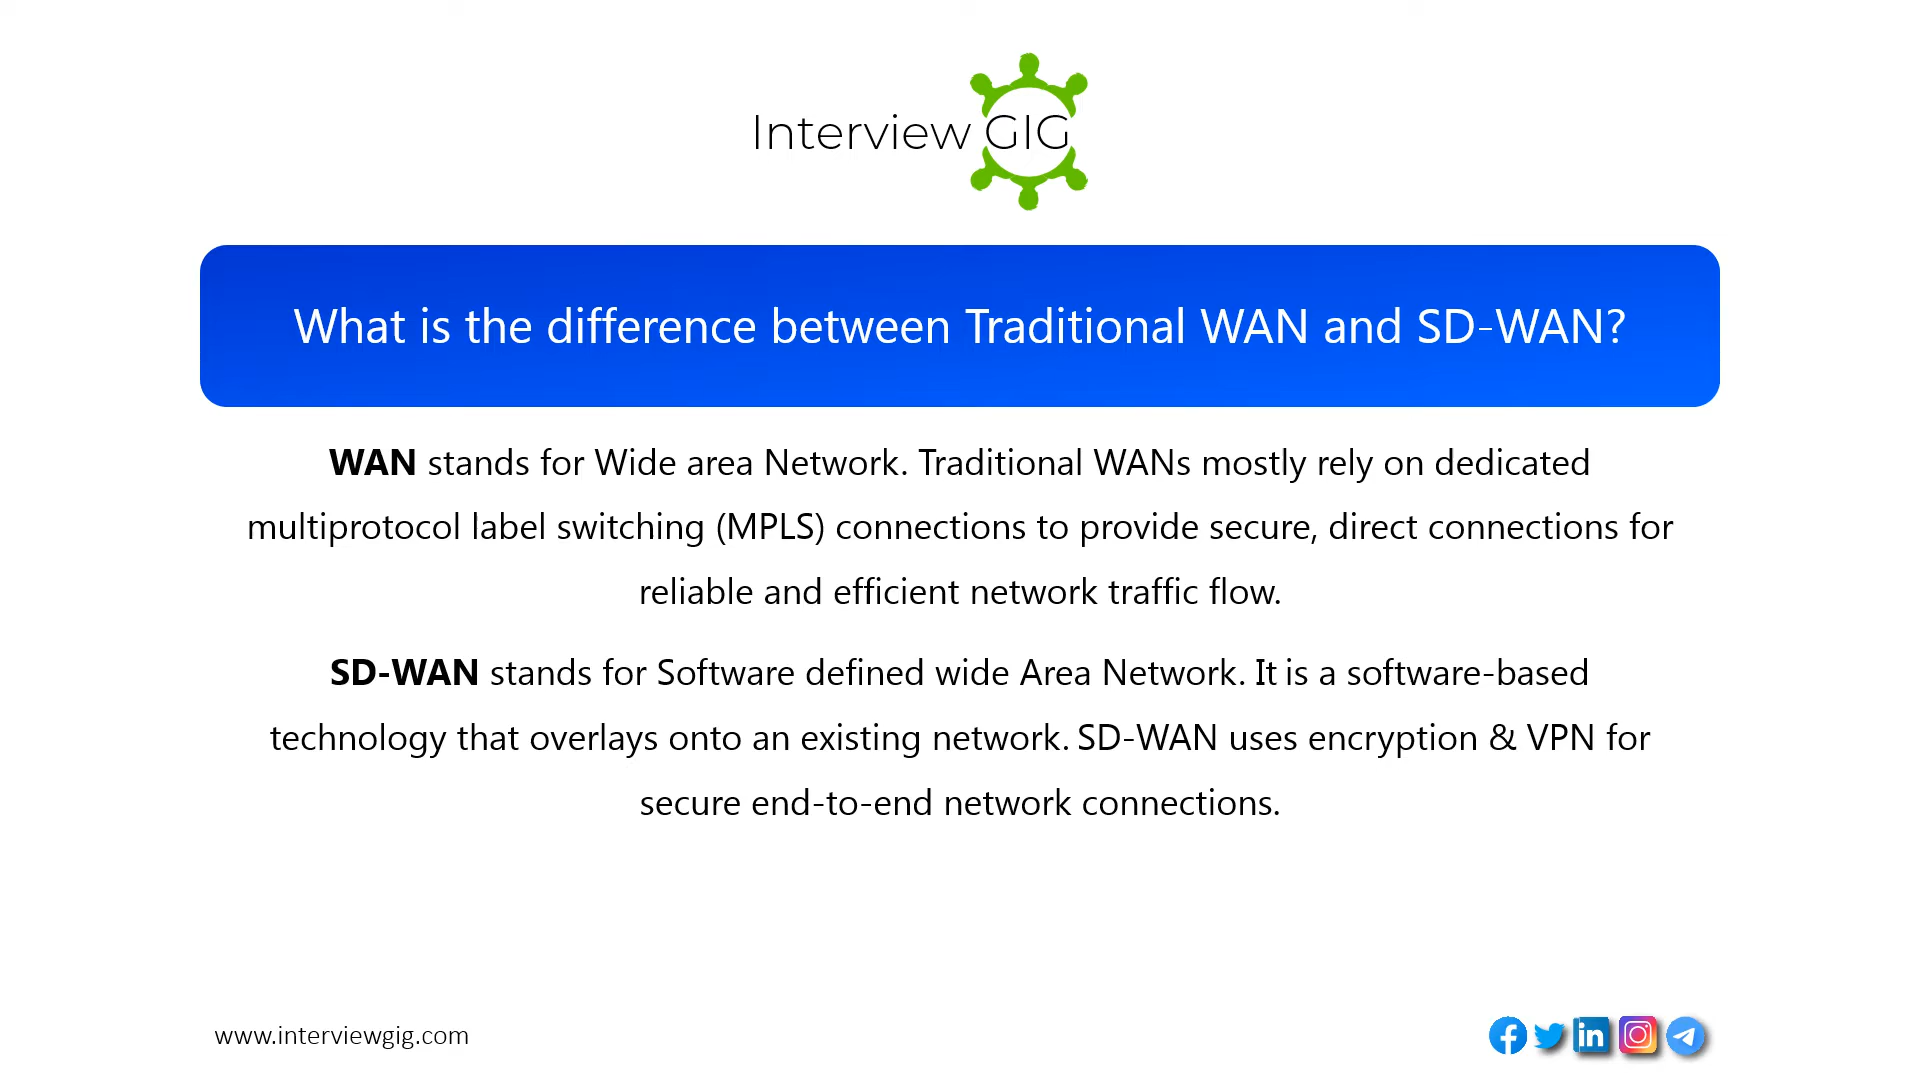 Interview GIG
What is the difference between Traditional WAN and SD-WAN?
WAN stands for Wide area Network. Traditional WANs mostly rely on dedicated
multiprotocol label switching (MPLS) connections to provide secure, direct connections for
reliable and efficient network traffic flow.
SD-WAN stands for Software defined wide Area Network. It is a software-based
technology that overlays onto an existing network. SD-WAN uses encryption & VPN for
secure end-to-end network connections.
www.interviewgig.com